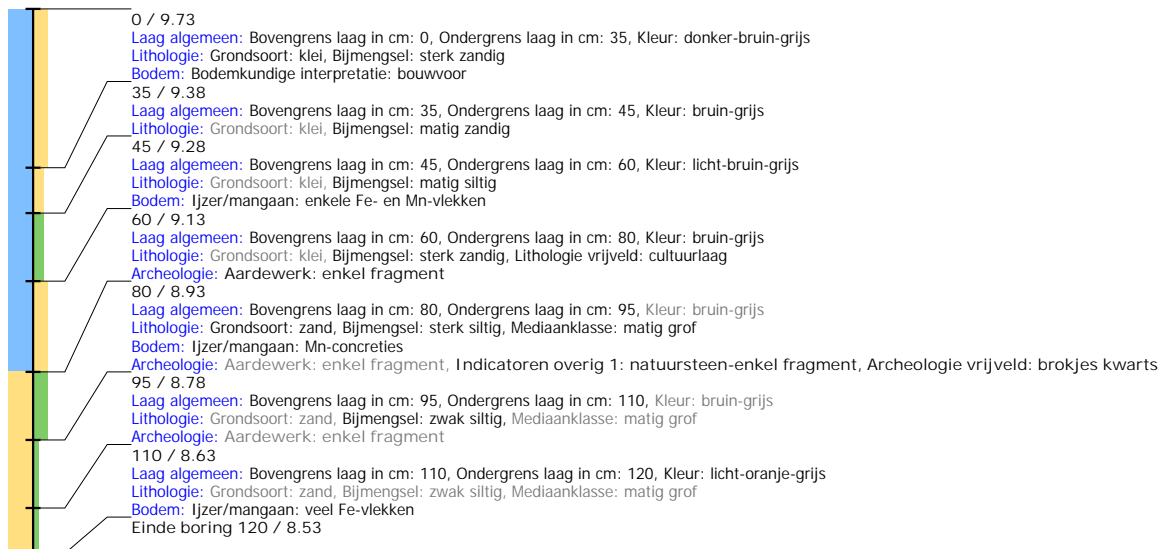 0 / 9.73
Laag algemeen: Bovengrens laag in cm: 0, Ondergrens laag in cm: 35, Kleur: donker-bruin-grijs
Lithologie: Grondsoort: klei, Bijmengsel: sterk zandig
Bodem: Bodemkundige interpretatie: bouwvoor
35 / 9.38
Laag algemeen: Bovengrens laag in cm: 35, Ondergrens laag in cm: 45, Kleur: bruin-grijs
Lithologie: Grondsoort: klei, Bijmengsel: matig zandig
45 / 9.28
Laag algemeen: Bovengrens laag in cm: 45, Ondergrens laag in cm: 60, Kleur: licht-bruin-grijs
Lithologie: Grondsoort: klei, Bijmengsel: matig siltig
Bodem: Ijzer/mangaan: enkele Fe- en Mn-vlekken
60 / 9.13
Laag algemeen: Bovengrens laag in cm: 60, Ondergrens laag in cm: 80, Kleur: bruin-grijs
Lithologie: Grondsoort: klei, Bijmengsel: sterk zandig, Lithologie vrijveld: cultuurlaag
Archeologie: Aardewerk: enkel fragment
80 / 8.93
Laag algemeen: Bovengrens laag in cm: 80, Ondergrens laag in cm: 95, Kleur: bruin-grijs
Lithologie: Grondsoort: zand, Bijmengsel: sterk siltig, Mediaanklasse: matig grof
Bodem: Ijzer/mangaan: Mn-concreties
Archeologie: Aardewerk: enkel fragment, Indicatoren overig 1: natuursteen-enkel fragment, Archeologie vrijveld: brokjes kwarts
95 / 8.78
Laag algemeen: Bovengrens laag in cm: 95, Ondergrens laag in cm: 110, Kleur: bruin-grijs
Lithologie: Grondsoort: zand, Bijmengsel: zwak siltig, Mediaanklasse: matig grof
Archeologie: Aardewerk: enkel fragment
110 / 8.63
Laag algemeen: Bovengrens laag in cm: 110, Ondergrens laag in cm: 120, Kleur: licht-oranje-grijs
Lithologie: Grondsoort: zand, Bijmengsel: zwak siltig, Mediaanklasse: matig grof
Bodem: Ijzer/mangaan: veel Fe-vlekken
Einde boring 120 / 8.53